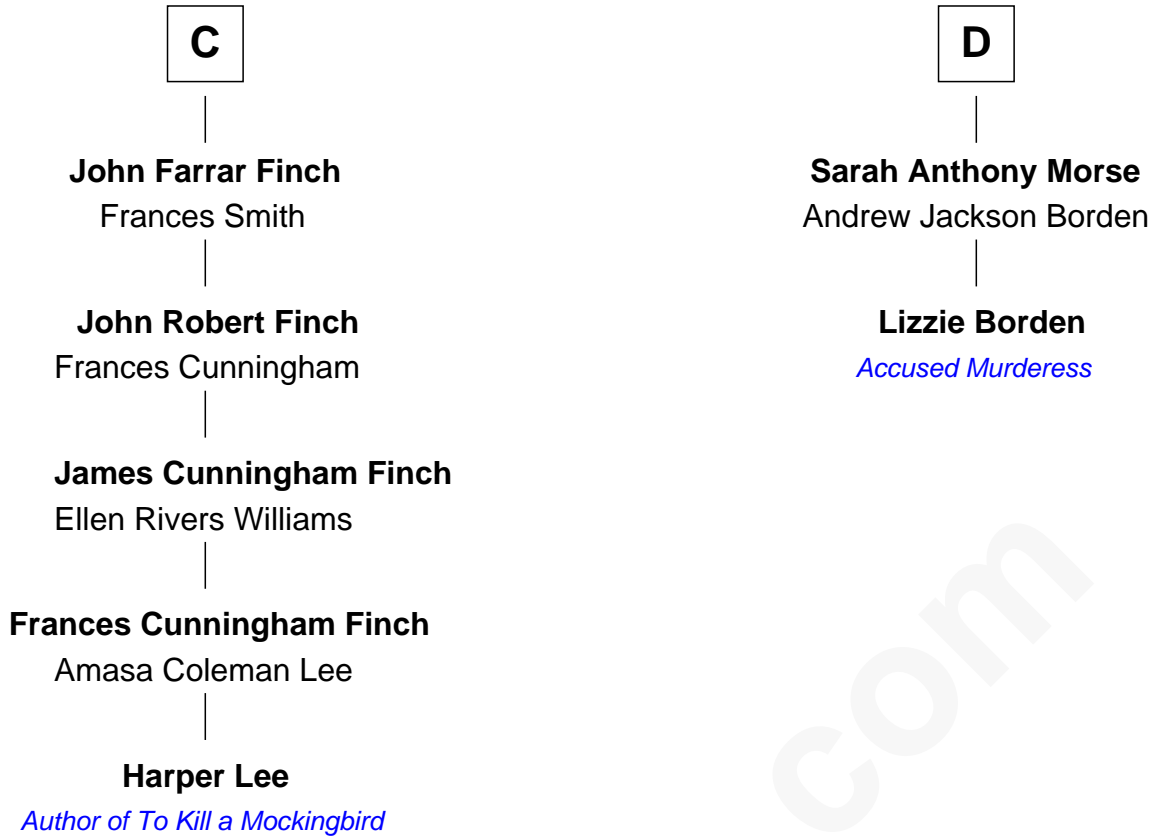 C
John Farrar Finch
Frances Smith
John Robert Finch
Frances Cunningham
James Cunningham Finch
Ellen Rivers Williams
Frances Cunningham Finch
Amasa Coleman Lee
Harper Lee
Author of To Kill a Mockingbird
D
Sarah Anthony Morse
Andrew Jackson Borden
Lizzie Borden
Accused Murderess
com